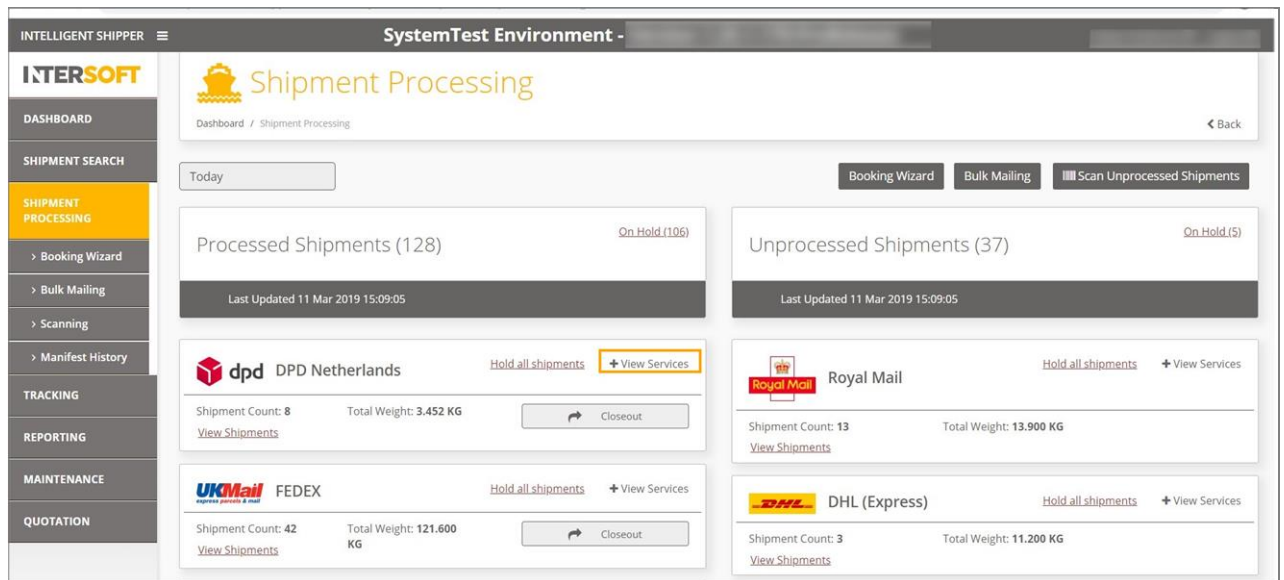 INTELLIGENT SHIPPER
SystemTest Environment -
INTERSOFT
Shipment Processing
Dashboard / Shipment Processing
Back
DASHBOARD
SHIPMENT SEARCH
SHIPMENT
PROCESSING
> Booking Wizard
> Bulk Mailing
> Scanning
> Manifest History
TRACKING
REPORTING
MAINTENANCE
QUOTATION
Today
Booking Wizard
Bulk Mailing
Scan Unprocessed Shipments
Processed Shipments (128)
On Hold (106)
Last Updated 11 Mar 2019 15:09:05
dpd
DPD Netherlands
Hold all shipments
+ View Services
Shipment Count: 8
Total Weight: 3.452 KG
Closeout
View Shipments
UKMail
express parcels & mail
FEDEX
Hold all shipments
+ View Services
Shipment Count: 42
Total Weight: 121.600
KG
Closeout
View Shipments
Unprocessed Shipments (37)
On Hold (5)
Last Updated 11 Mar 2019 15:09:05
Royal Mail
Royal Mail
Hold all shipments
+ View Services
Shipment Count: 13
Total Weight: 13.900 KG
View Shipments
DHL
DHL (Express)
Hold all shipments
+ View Services
Shipment Count: 3
Total Weight: 11.200 KG
View Shipments